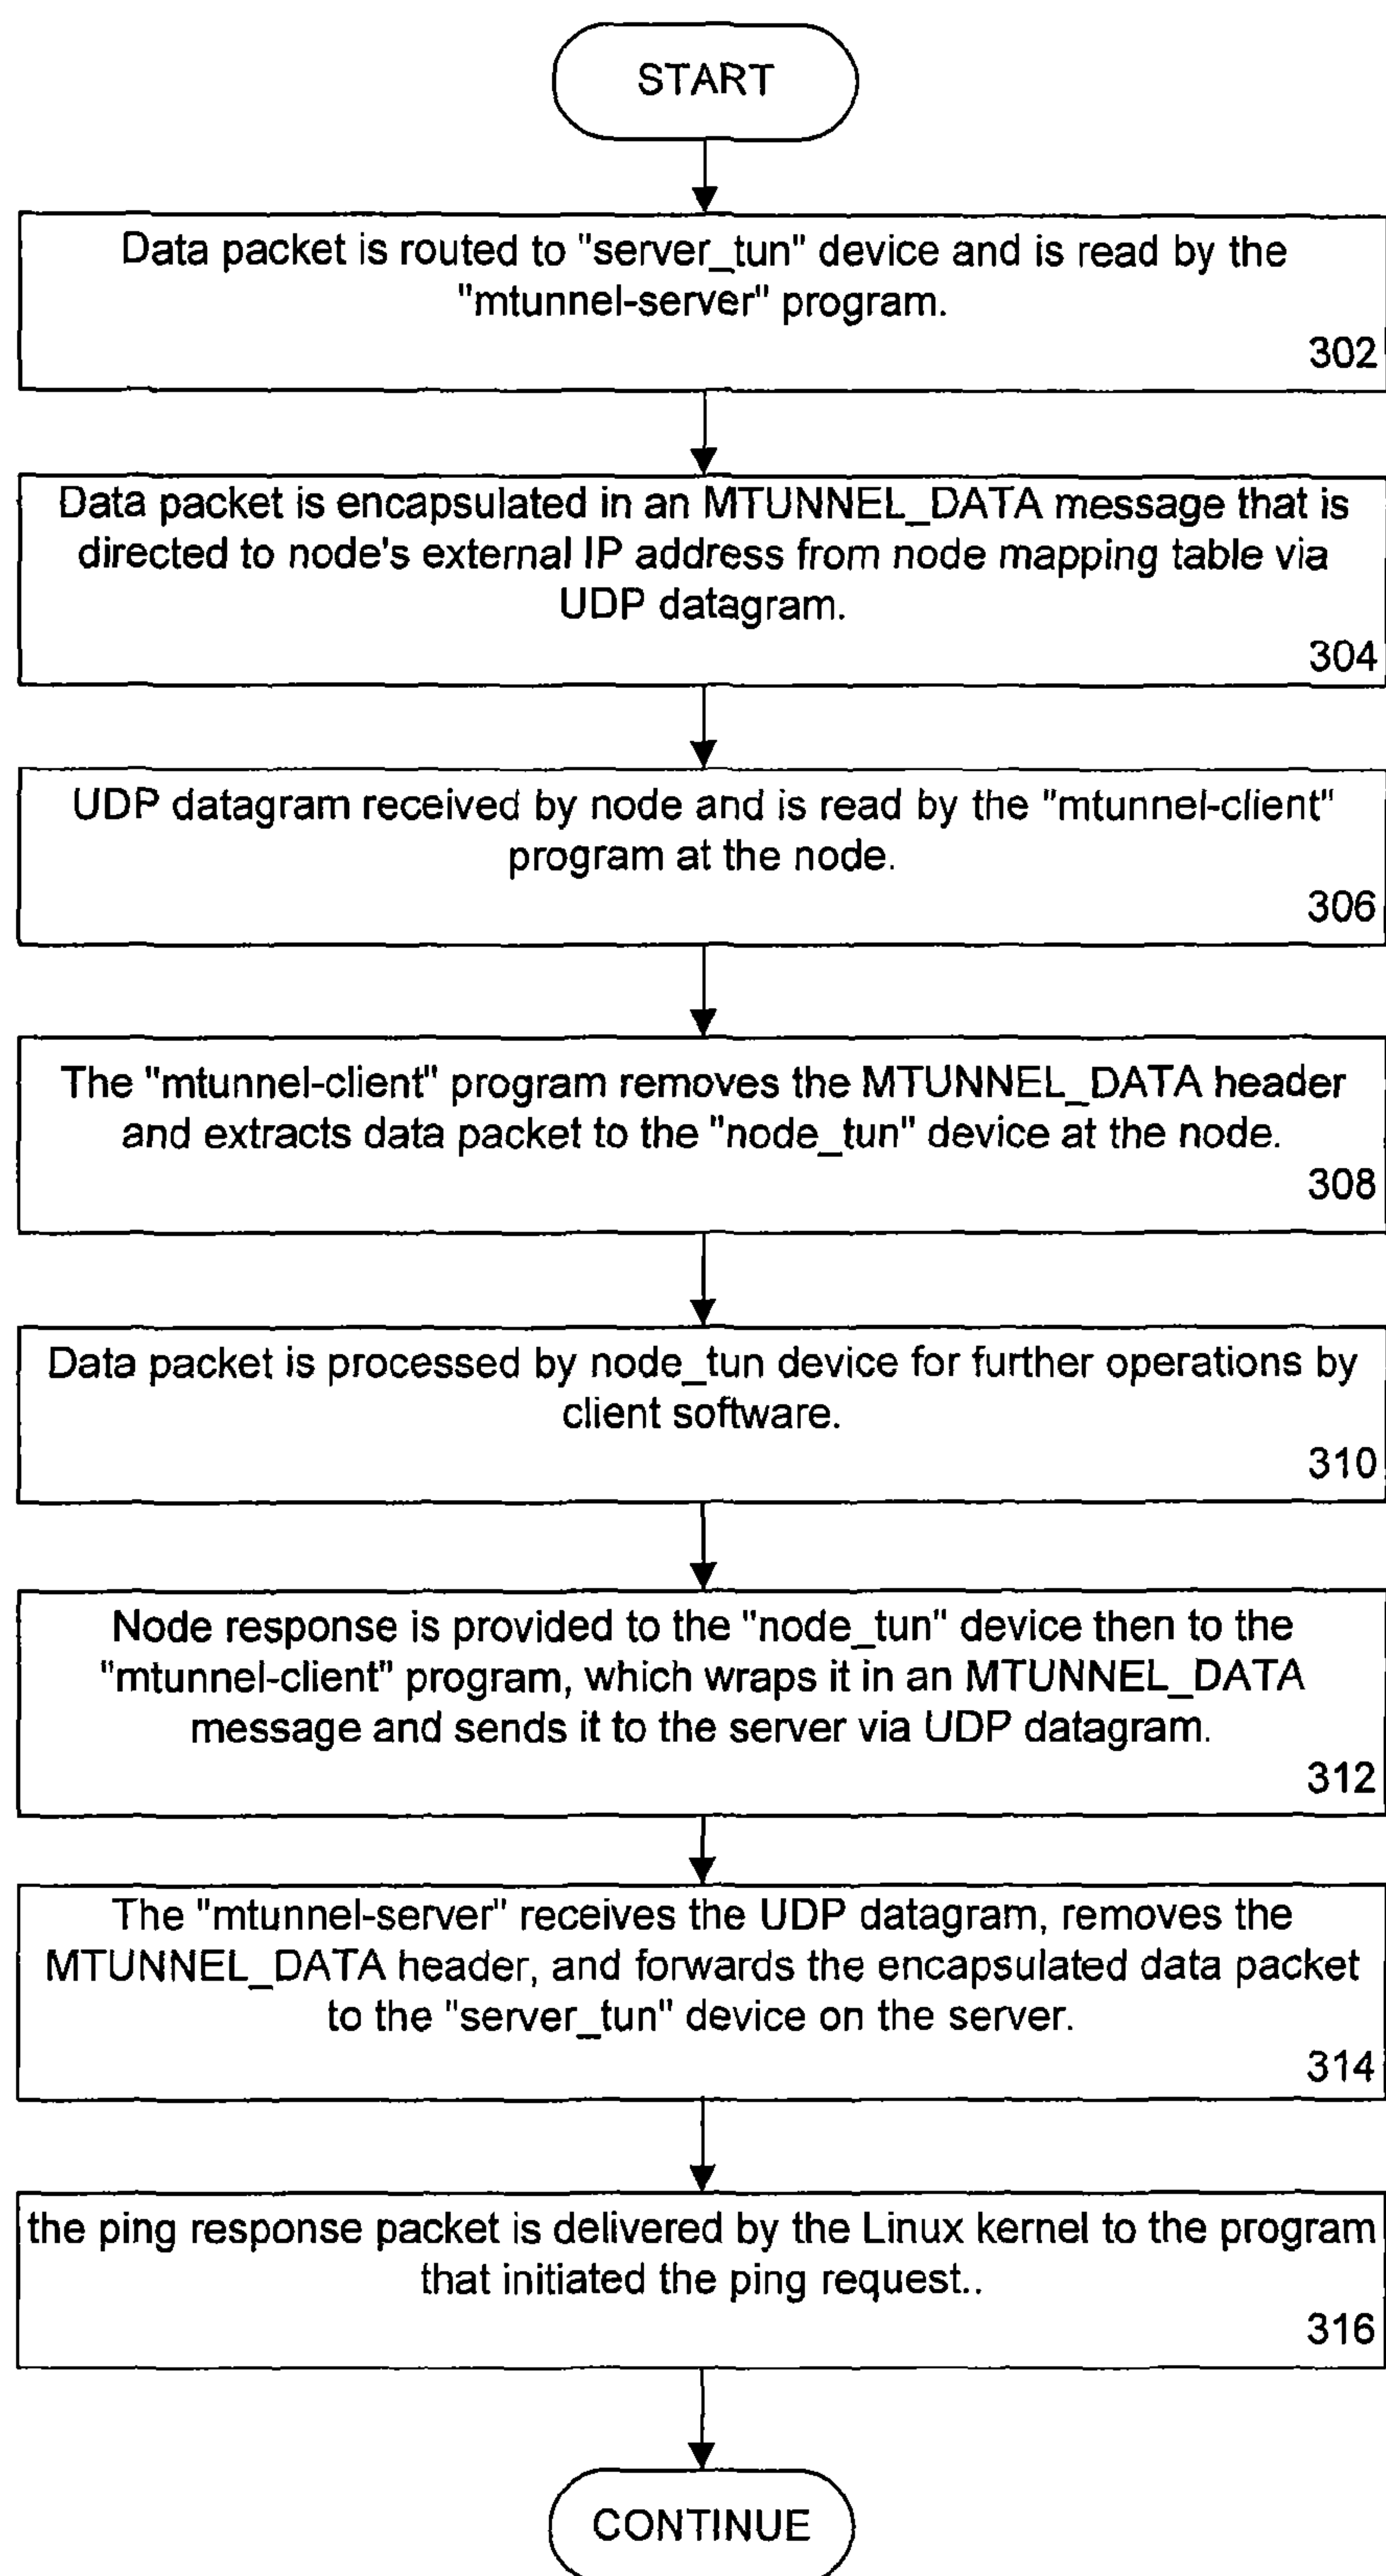 START
Data packet is routed to "server_tun" device and is read by the
"mtunnel-server" program.
302
Data packet is encapsulated in an MTUNNEL_DATA message that is
directed to node's external IP address from node mapping table via
UDP datagram.
304
UDP datagram received by node and is read by the "mtunnel-client"
program at the node.
306
The "mtunnel-client" program removes the MTUNNEL_DATA header
and extracts data packet to the "node_tun" device at the node.
308
Data packet is processed by node_tun device for further operations by
client software.
310
Node response is provided to the "node_tun" device then to the
"mtunnel-client" program, which wraps it in an MTUNNEL_DATA
message and sends it to the server via UDP datagram.
312
The "mtunnel-server" receives the UDP datagram, removes the
MTUNNEL_DATA header, and forwards the encapsulated data packet
to the "server_tun" device on the server.
314
the ping response packet is delivered by the Linux kernel to the program
that initiated the ping request..
316
CONTINUE